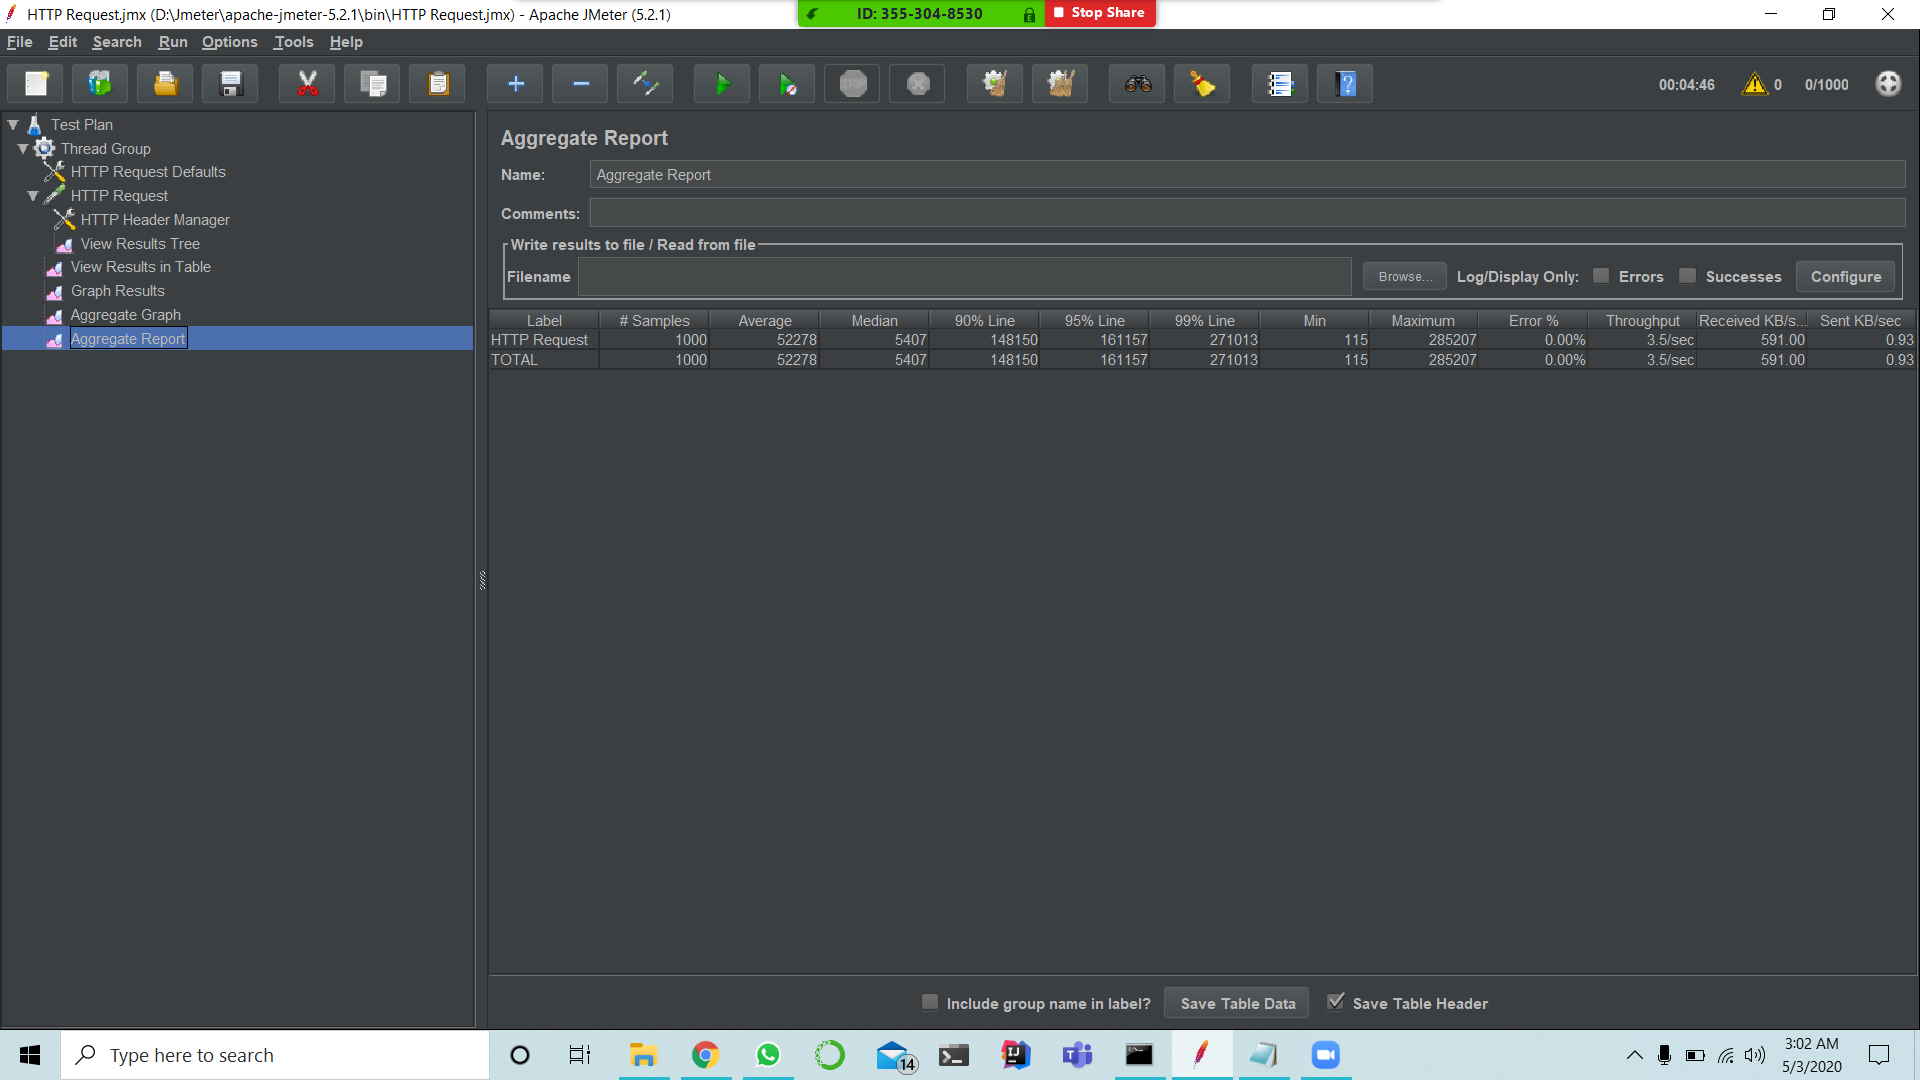 HTTP Request.jmx (D:\Jmeter\apache-jmeter-5.2.1\bin\HTTP Request.jmx) - Apache JMeter (5.2.1)
ID: 355-304-8530
Stop Share
File Edit Search Run Options Tools Help
STOP
00:04:46
0
0/1000
Test Plan
Thread Group
HTTP Request Defaults
HTTP Request
HTTP Header Manager
View Results Tree
View Results in Table
Graph Results
Aggregate Graph
Aggregate Report
Aggregate Report
Name: Aggregate Report
Comments:
Write results to file / Read from file
Filename Browse... Log/Display Only: Errors Successes Configure
Label # Samples Average Median 90% Line 95% Line 99% Line Min Maximum Error % Throughput Received KB/s... Sent KB/sec
HTTP Request 1000 52278 5407 148150 161157 271013 115 285207 0.00% 3.5/sec 591.00 0.93
TOTAL 1000 52278 5407 148150 161157 271013 115 285207 0.00% 3.5/sec 591.00 0.93
Include group name in label? Save Table Data Save Table Header
Type here to search
14
IJ
3:02 AM
5/3/2020